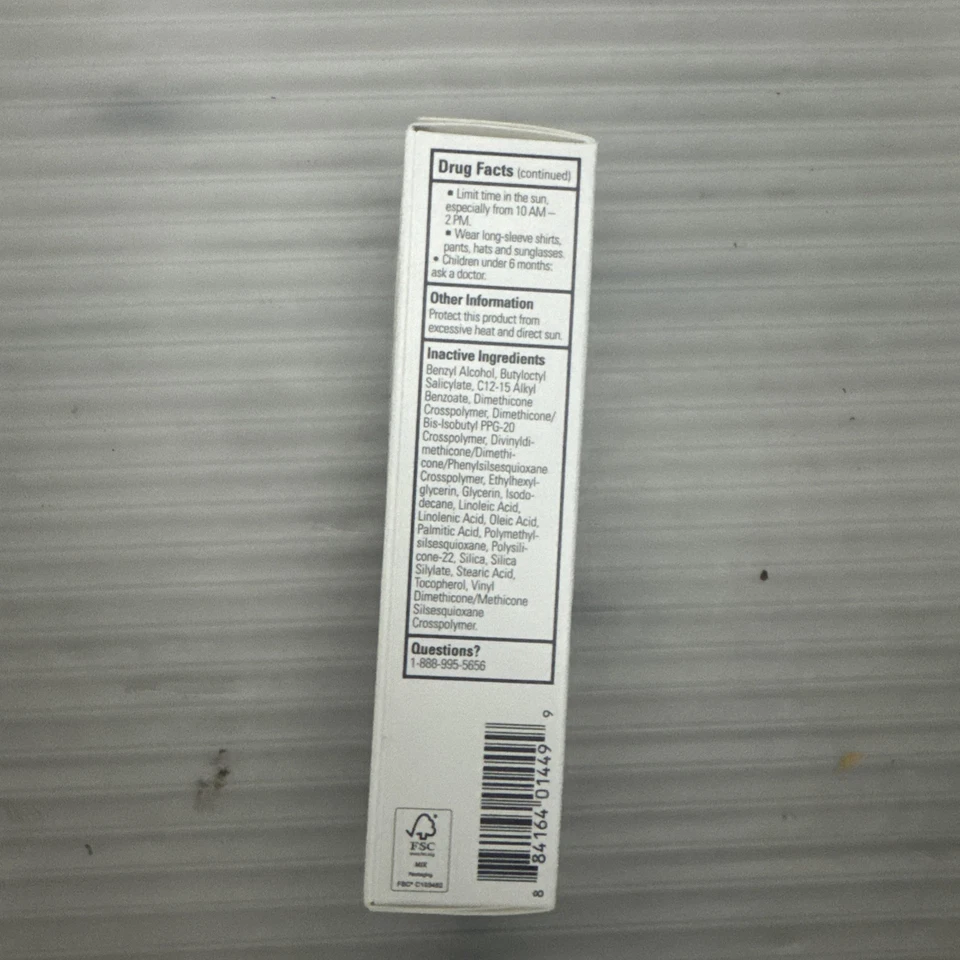 Drug Facts (continued)
▪ Limit time in the sun,
especially from 10 AM –
2 PM.
▪ Wear long-sleeve shirts,
pants, hats and sunglasses.
• Children under 6 months:
ask a doctor.
Other Information
Protect this product from
excessive heat and direct sun.
Inactive Ingredients
Benzyl Alcohol, Butyloctyl
Salicylate, C12-15 Alkyl
Benzoate, Dimethicone
Crosspolymer, Dimethicone/
Bis-Isobutyl PPG-20
Crosspolymer, Divinyldi-
methicone/Dimethi-
cone/Phenylsilsesquioxane
Crosspolymer, Ethylhexyl-
glycerin, Glycerin, Isodo-
decane, Linoleic Acid,
Linolenic Acid, Oleic Acid,
Palmitic Acid, Polymethyl-
silsesquioxane, Polysili-
cone-22, Silica, Silica
Silylate, Stearic Acid,
Tocopherol, Vinyl
Dimethicone/Methicone
Silsesquioxane
Crosspolymer.
Questions?
1-888-995-5656
8 84164 01449 9
FSC
www.fsc.org
MIX
Packaging